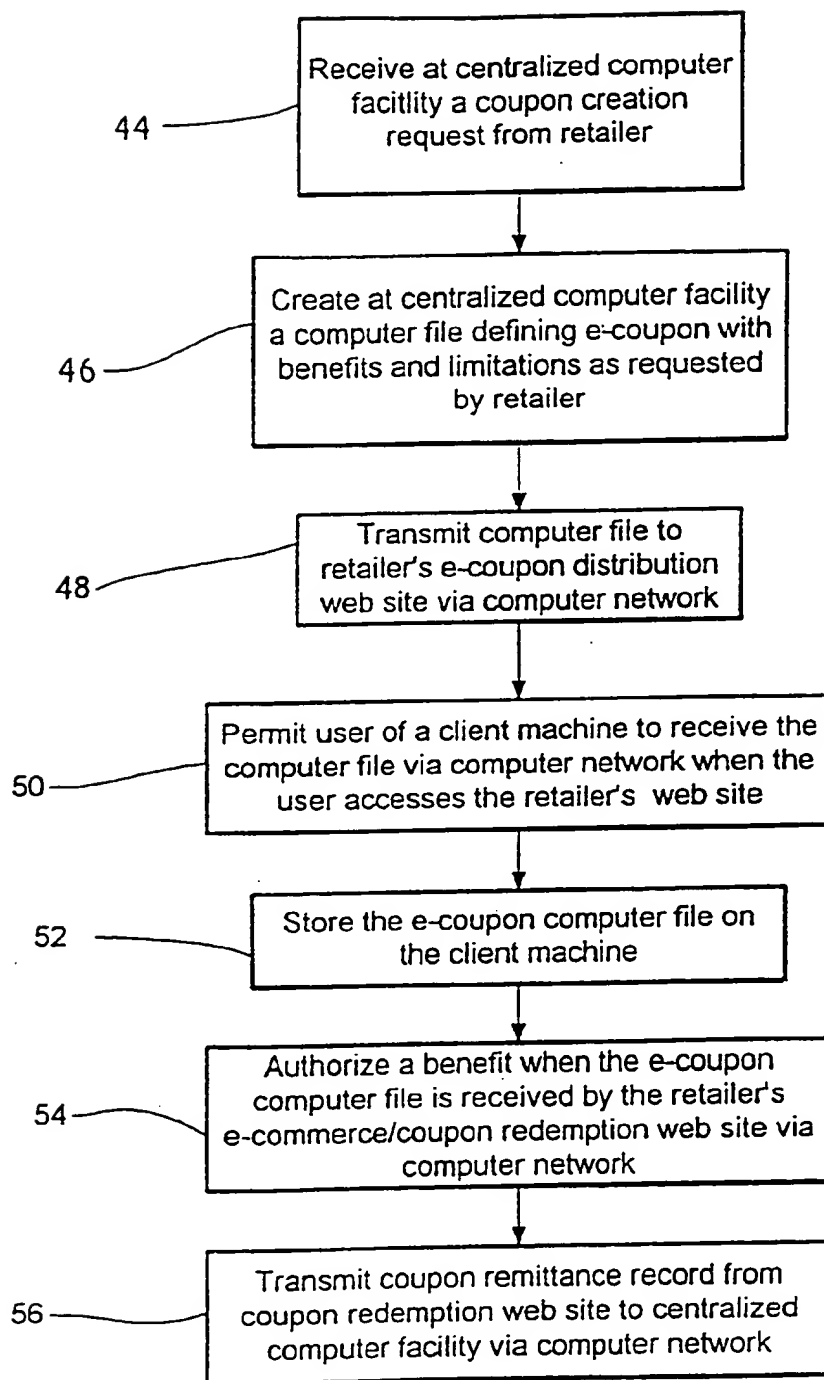 44
Receive at centralized computer
facitlity a coupon creation
request from retailer
46
Create at centralized computer facility
a computer file defining e-coupon with
benefits and limitations as requested
by retailer
48
Transmit computer file to
retailer's e-coupon distribution
web site via computer network
50
Permit user of a client machine to receive the
computer file via computer network when the
user accesses the retailer's web site
52
Store the e-coupon computer file on
the client machine
54
Authorize a benefit when the e-coupon
computer file is received by the retailer's
e-commerce/coupon redemption web site via
computer network
56
Transmit coupon remittance record from
coupon redemption web site to centralized
computer facility via computer network